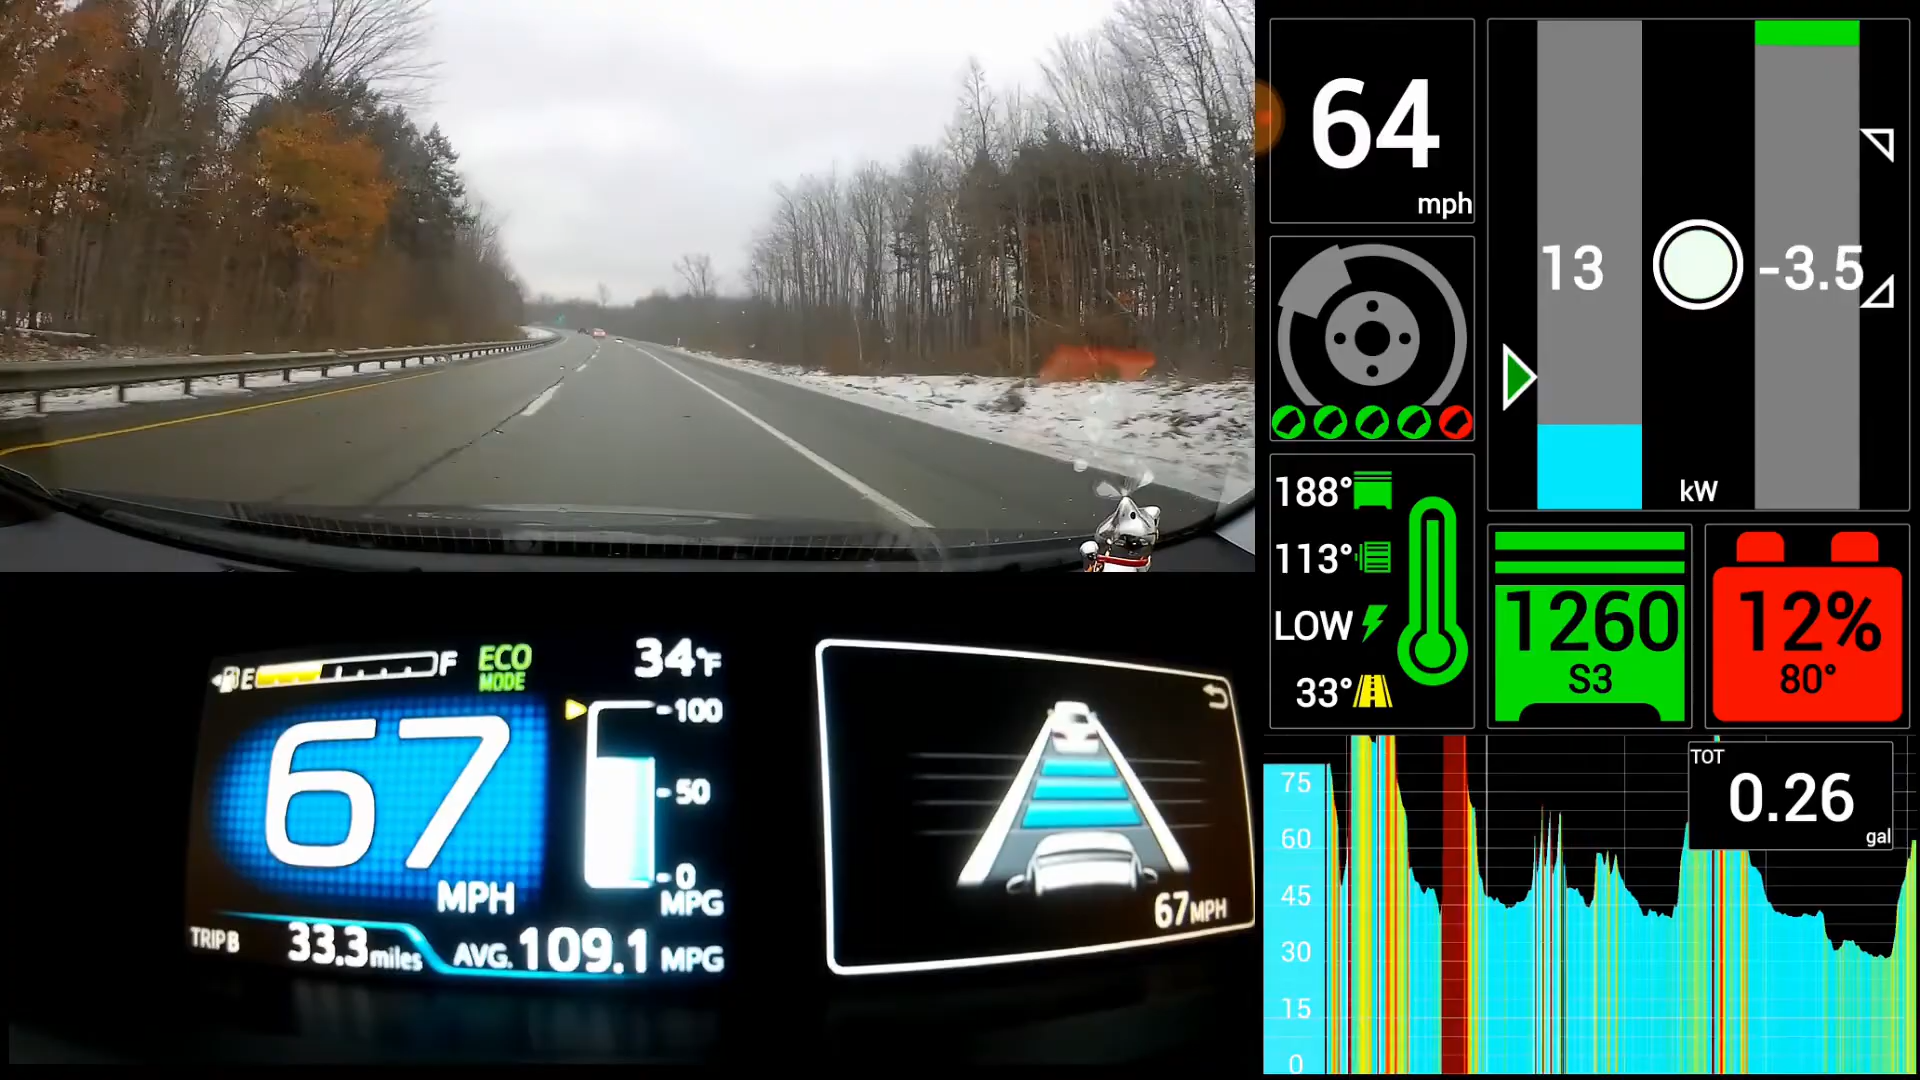 64
mph
13
-3.5
kW
188°
113°
LOW
33°
1260
S3
12%
80°
E F
ECO
MODE
34°F
67
MPH
100
50
0
MPG
TRIP B 33.3 miles AVG. 109.1 MPG
67 MPH
TOT
0.26
gal
75
60
45
30
15
0